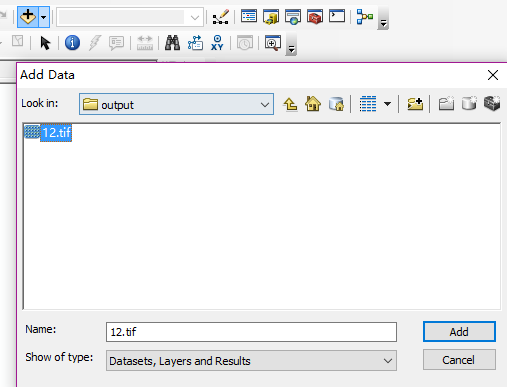 XY
Add Data
Look in: output
12.tif
Name: 12.tif Add
Show of type: Datasets, Layers and Results Cancel